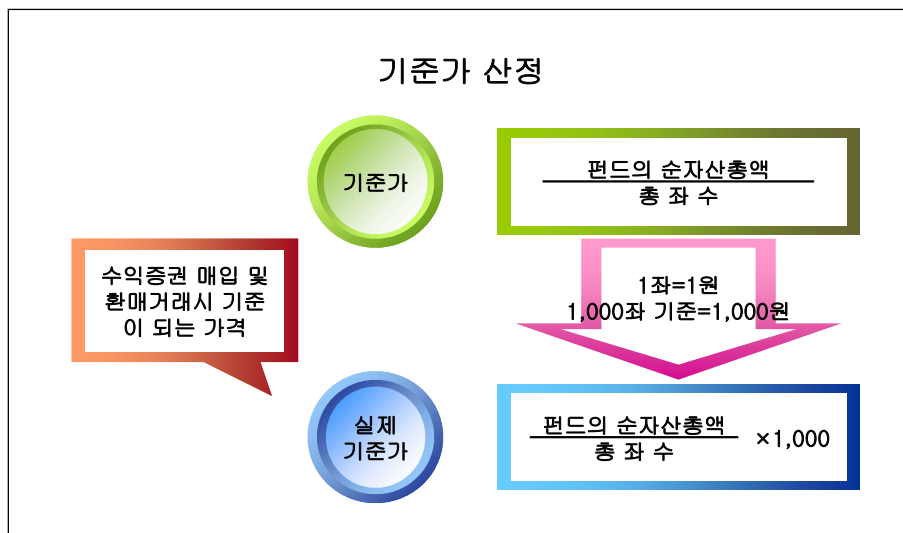 기준가 산정
기준가
펀드의 순자산총액
총 좌 수
수익증권 매입 및
환매거래시 기준
이 되는 가격
1좌=1원
1,000좌 기준=1,000원
실제
기준가
펀드의 순자산총액
총 좌 수
×1,000